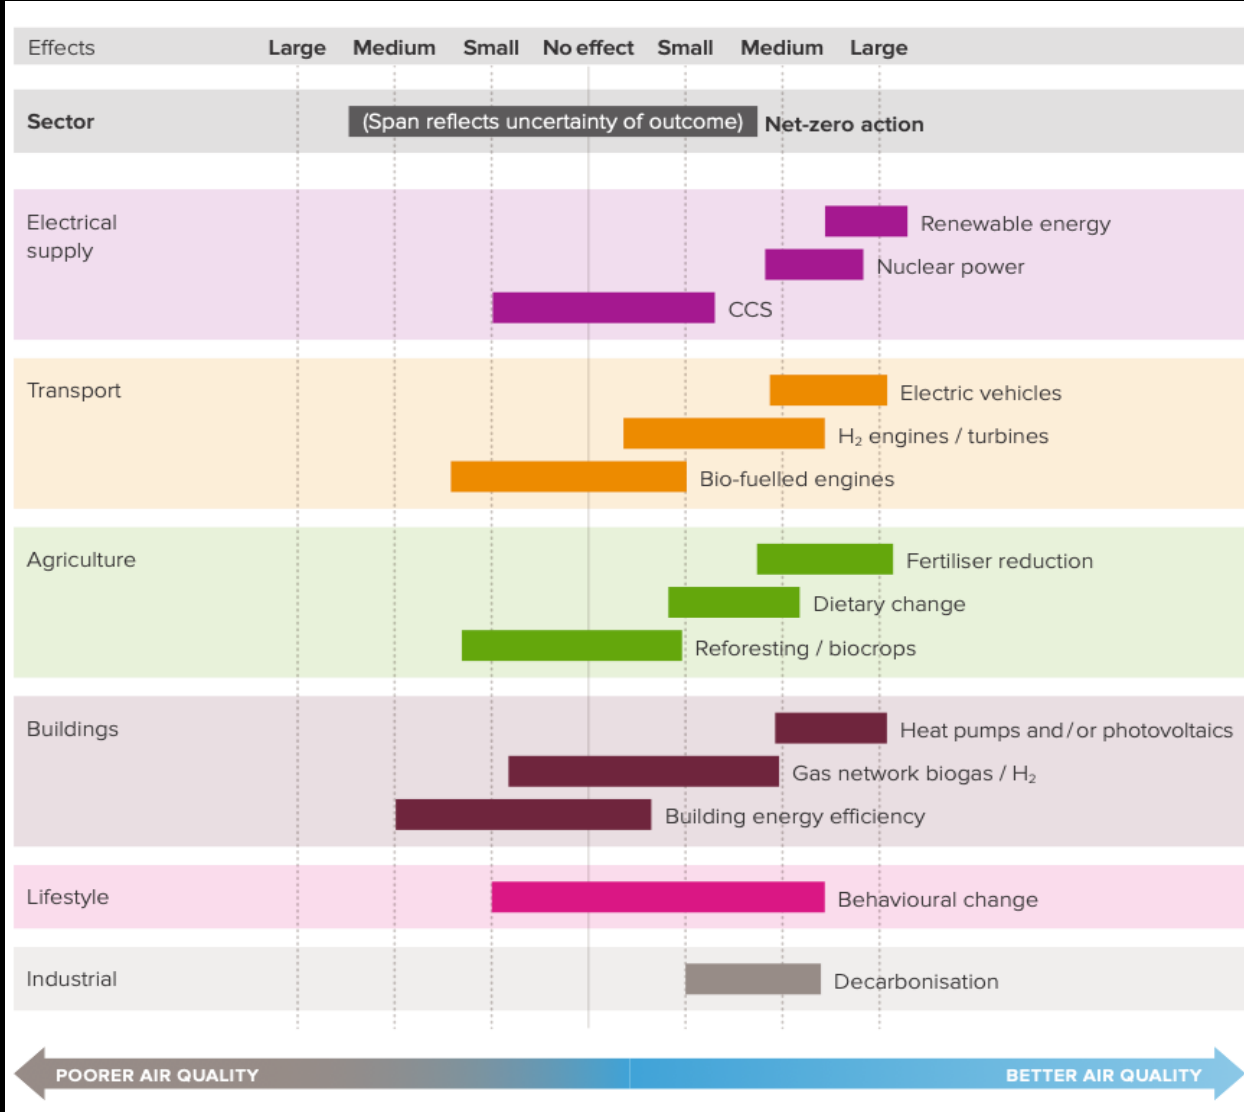 Effects Large Medium Small No effect Small Medium Large
Sector (Span reflects uncertainty of outcome) Net-zero action
Electrical
supply
Renewable energy
Nuclear power
CCS
Transport
Electric vehicles
H₂ engines / turbines
Bio-fuelled engines
Agriculture
Fertiliser reduction
Dietary change
Reforesting / biocrops
Buildings
Heat pumps and / or photovoltaics
Gas network biogas / H₂
Building energy efficiency
Lifestyle
Behavioural change
Industrial
Decarbonisation
POORER AIR QUALITY BETTER AIR QUALITY